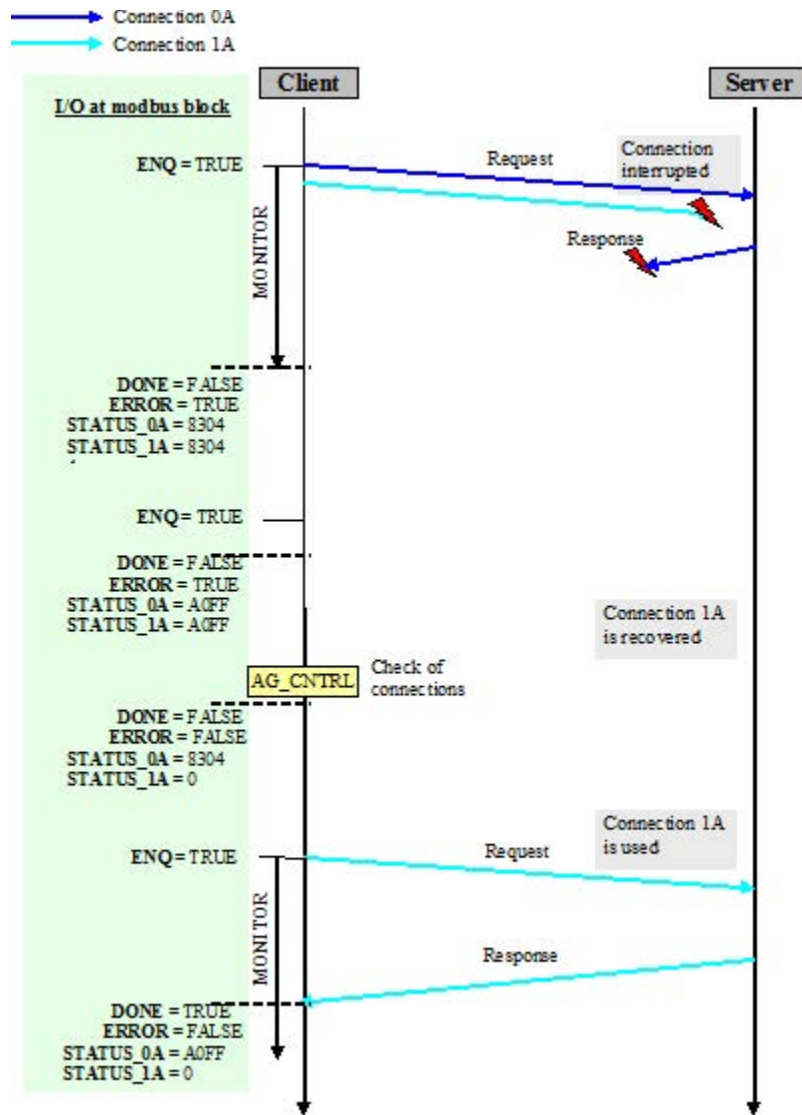 Connection 0A
Connection 1A
Client
Server
I/O at modbus block
ENQ = TRUE
Request
Connection
interrupted
Response
MONITOR
DONE = FALSE
ERROR = TRUE
STATUS_0A = 8304
STATUS_1A = 8304
ENQ = TRUE
DONE = FALSE
ERROR = TRUE
STATUS_0A = A0FF
STATUS_1A = A0FF
Connection 1A
is recovered
AG_CNTRL
Check of
connections
DONE = FALSE
ERROR = FALSE
STATUS_0A = 8304
STATUS_1A = 0
Connection 1A
is used
ENQ = TRUE
Request
MONITOR
Response
DONE = TRUE
ERROR = FALSE
STATUS_0A = A0FF
STATUS_1A = 0